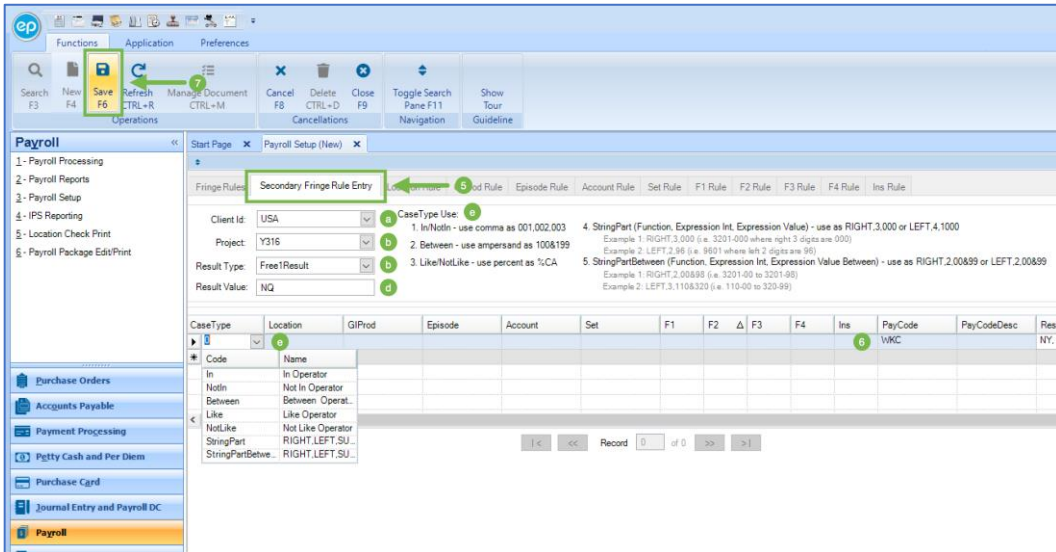 ep
Functions Application Preferences
Search F3
New F4
Save F6
Refresh CTRL+R
Manage Document CTRL+M
Cancel F8
Delete CTRL+D
Close F9
Toggle Search Pane F11
Show Tour
7
Operations Cancellations Navigation Guideline
Payroll «
1 - Payroll Processing
2 - Payroll Reports
3 - Payroll Setup
4 - IPS Reporting
5 - Location Check Print
6 - Payroll Package Edit/Print
Purchase Orders
Accounts Payable
Payment Processing
Petty Cash and Per Diem
Purchase Card
Journal Entry and Payroll DC
Payroll
Start Page x Payroll Setup (New) x
Fringe Rules Secondary Fringe Rule Entry Rule 5 Rule Episode Rule Account Rule Set Rule F1 Rule F2 Rule F3 Rule F4 Rule Ins Rule
Client Id: USA a
Project: Y316 b
Result Type: Free1Result b
Result Value: NQ d
CaseType Use: e
1. In/NotIn - use comma as 001,002,003
2. Between - use ampersand as 100&199
3. Like/NotLike - use percent as %CA
4. StringPart (Function, Expression Int, Expression Value) - use as RIGHT,3,000 or LEFT,4,1000
Example 1: RIGHT,3,000 (i.e. 3201-000 where right 3 digits are 000)
Example 2: LEFT,2,96 (i.e. 9601 where left 2 digits are 96)
5. StringPartBetween (Function, Expression Int, Expression Value Between) - use as RIGHT,2,00&99 or LEFT,2,00&99
Example 1: RIGHT,2,00&98 (i.e. 3201-00 to 3201-98)
Example 2: LEFT,3,110&320 (i.e. 110-00 to 320-99)
CaseType Location GlProd Episode Account Set F1 F2 F3 F4 Ins PayCode PayCodeDesc Res
0 e 6 WKC NY,
Code Name
In In Operator
NotIn Not In Operator
Between Between Operat...
Like Like Operator
NotLike Not Like Operator
StringPart RIGHT,LEFT,SU...
StringPartBetwe... RIGHT,LEFT,SU...
|< << Record 0 of 0 >> >|